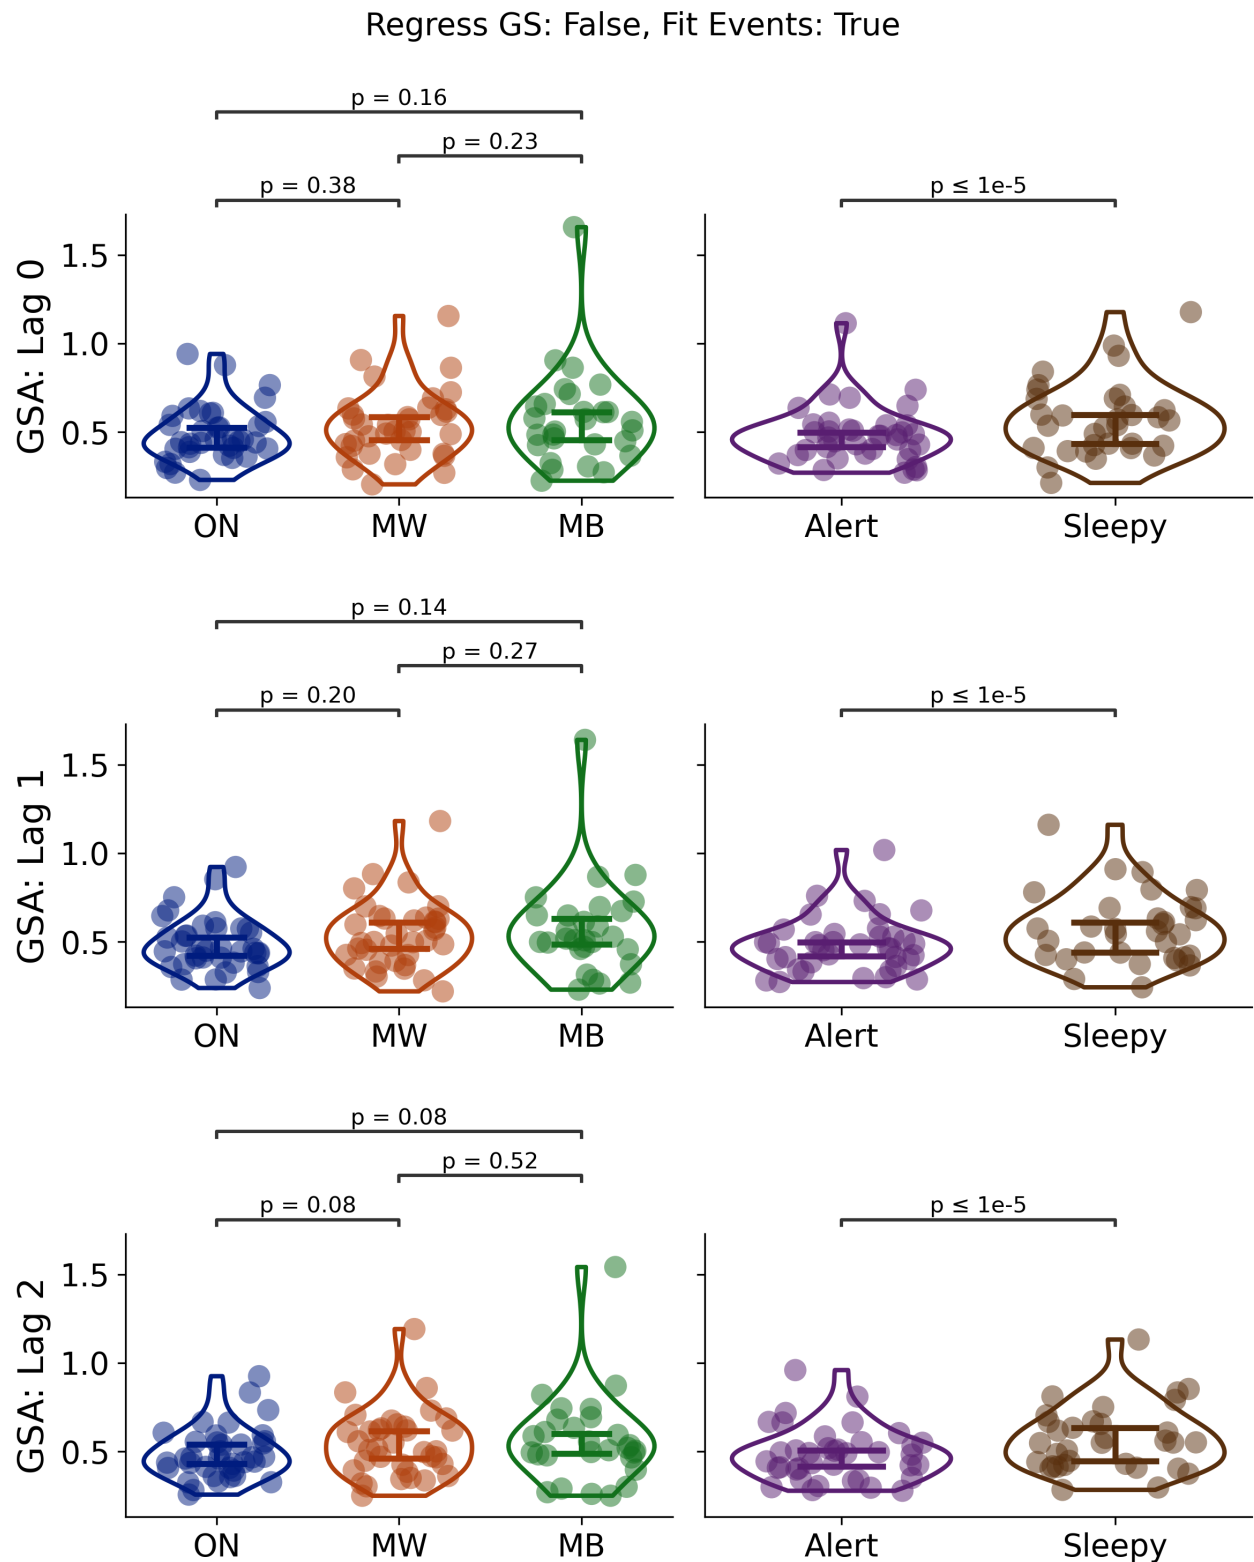 Regress GS: False, Fit Events: True
p = 0.16
p = 0.23
p = 0.38
p ≤ 1e-5
GSA: Lag 0
1.5
1.0
0.5
ON MW MB Alert Sleepy
p = 0.14
p = 0.27
p = 0.20
p ≤ 1e-5
GSA: Lag 1
1.5
1.0
0.5
ON MW MB Alert Sleepy
p = 0.08
p = 0.52
p = 0.08
p ≤ 1e-5
GSA: Lag 2
1.5
1.0
0.5
ON MW MB Alert Sleepy